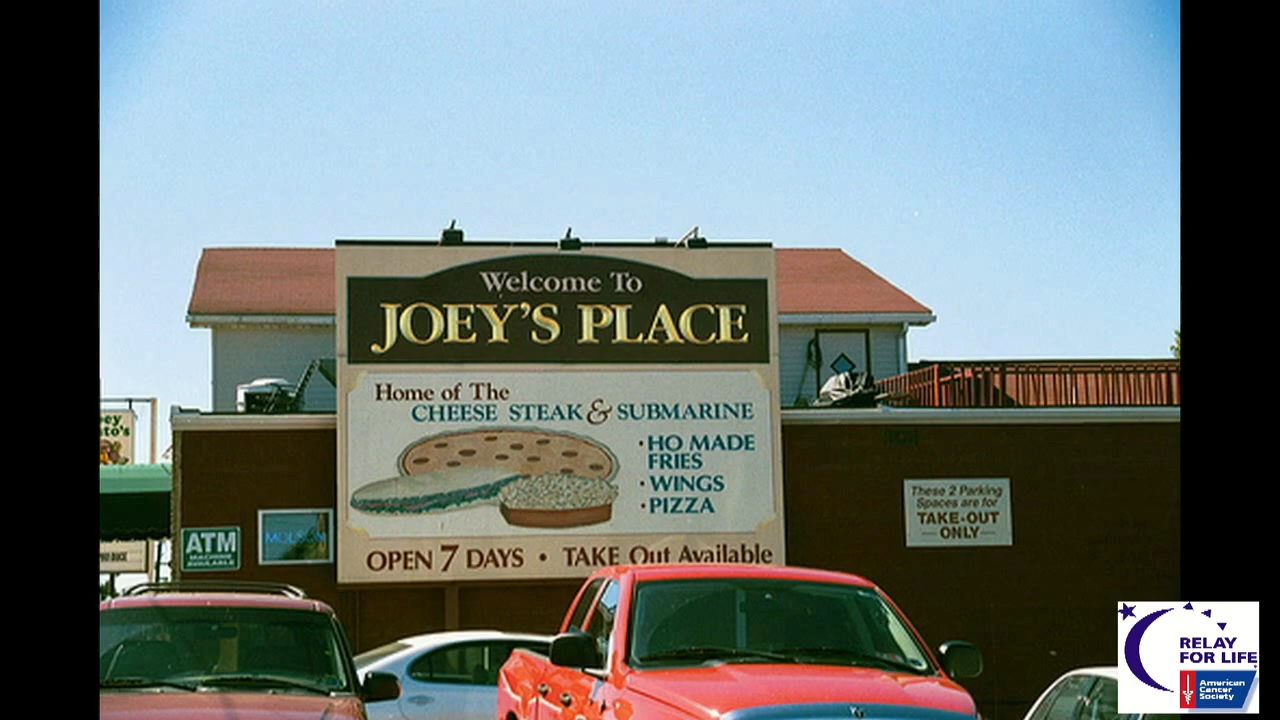 Welcome To
JOEY'S PLACE
Home of The
CHEESE STEAK & SUBMARINE
· HO MADE
FRIES
· WINGS
· PIZZA
OPEN 7 DAYS • TAKE Out Available
These 2 Parking
Spaces are for
TAKE-OUT
ONLY
ATM
MACHINE
AVAILABLE
MOLSON
RELAY
FOR LIFE
American
Cancer
Society